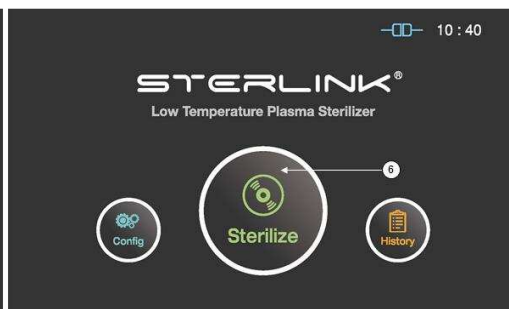 10 : 40
STERLINK®
Low Temperature Plasma Sterilizer
6
Config
Sterilize
History